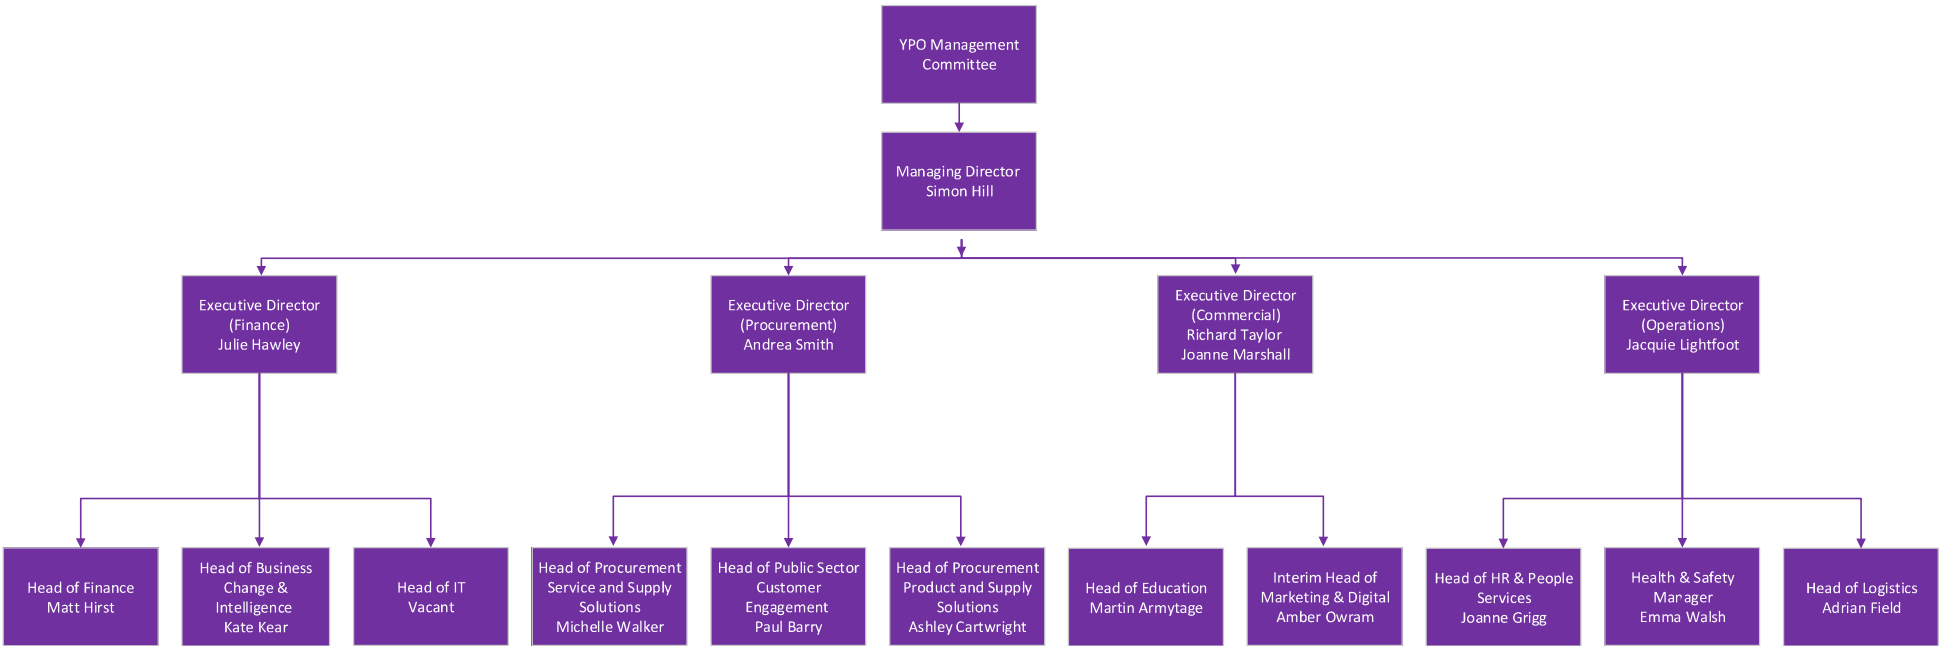 YPO Management
Committee
Managing Director
Simon Hill
Executive Director
(Finance)
Julie Hawley
Executive Director
(Procurement)
Andrea Smith
Executive Director
(Commercial)
Richard Taylor
Joanne Marshall
Executive Director
(Operations)
Jacquie Lightfoot
Head of Finance
Matt Hirst
Head of Business
Change &
Intelligence
Kate Kear
Head of IT
Vacant
Head of Procurement
Service and Supply
Solutions
Michelle Walker
Head of Public Sector
Customer
Engagement
Paul Barry
Head of Procurement
Product and Supply
Solutions
Ashley Cartwright
Head of Education
Martin Armytage
Interim Head of
Marketing & Digital
Amber Owram
Head of HR & People
Services
Joanne Grigg
Health & Safety
Manager
Emma Walsh
Head of Logistics
Adrian Field